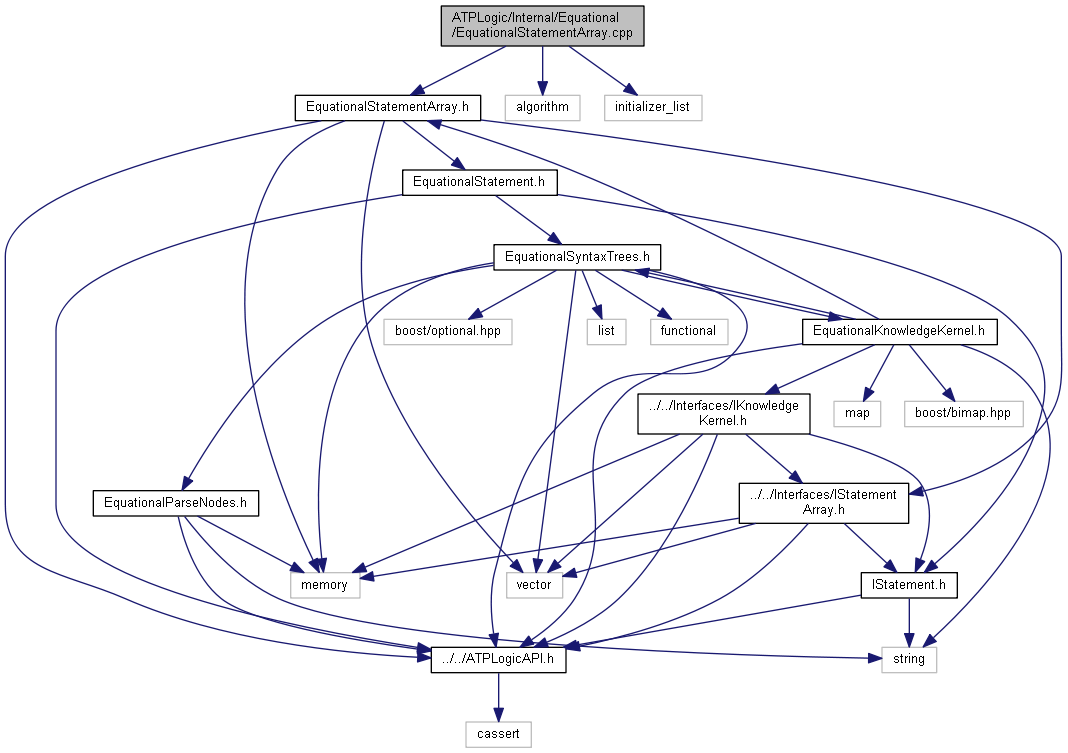 ATPLogic/Internal/Equational
/EquationalStatementArray.cpp
EquationalStatementArray.h
algorithm
initializer_list
EquationalStatement.h
EquationalSyntaxTrees.h
boost/optional.hpp
list
functional
EquationalKnowledgeKernel.h
../../Interfaces/IKnowledge
Kernel.h
map
boost/bimap.hpp
EquationalParseNodes.h
../../Interfaces/IStatement
Array.h
memory
vector
IStatement.h
../../ATPLogicAPI.h
string
cassert